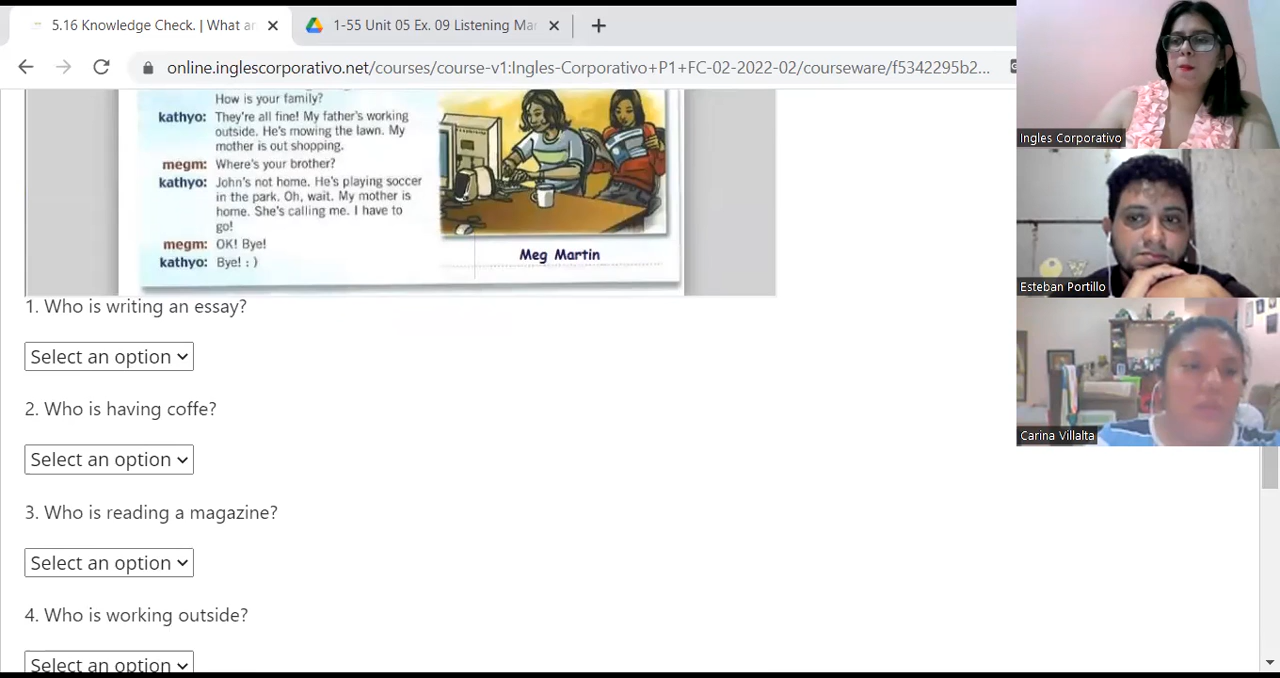 5.16 Knowledge Check. | What ar
1-55 Unit 05 Ex. 09 Listening Mar
online.inglescorporativo.net/courses/course-v1:Ingles-Corporativo+P1+FC-02-2022-02/courseware/f5342295b2...
How is your family?
kathyo: They're all fine! My father's working
outside. He's mowing the lawn. My
mother is out shopping.
megm: Where's your brother?
kathyo: John's not home. He's playing soccer
in the park. Oh, wait. My mother is
home. She's calling me. I have to
go!
megm: OK! Bye!
kathyo: Bye! : )
Meg Martin
1. Who is writing an essay?
Select an option
2. Who is having coffe?
Select an option
3. Who is reading a magazine?
Select an option
4. Who is working outside?
Select an option
Ingles Corporativo
Esteban Portillo
Carina Villalta